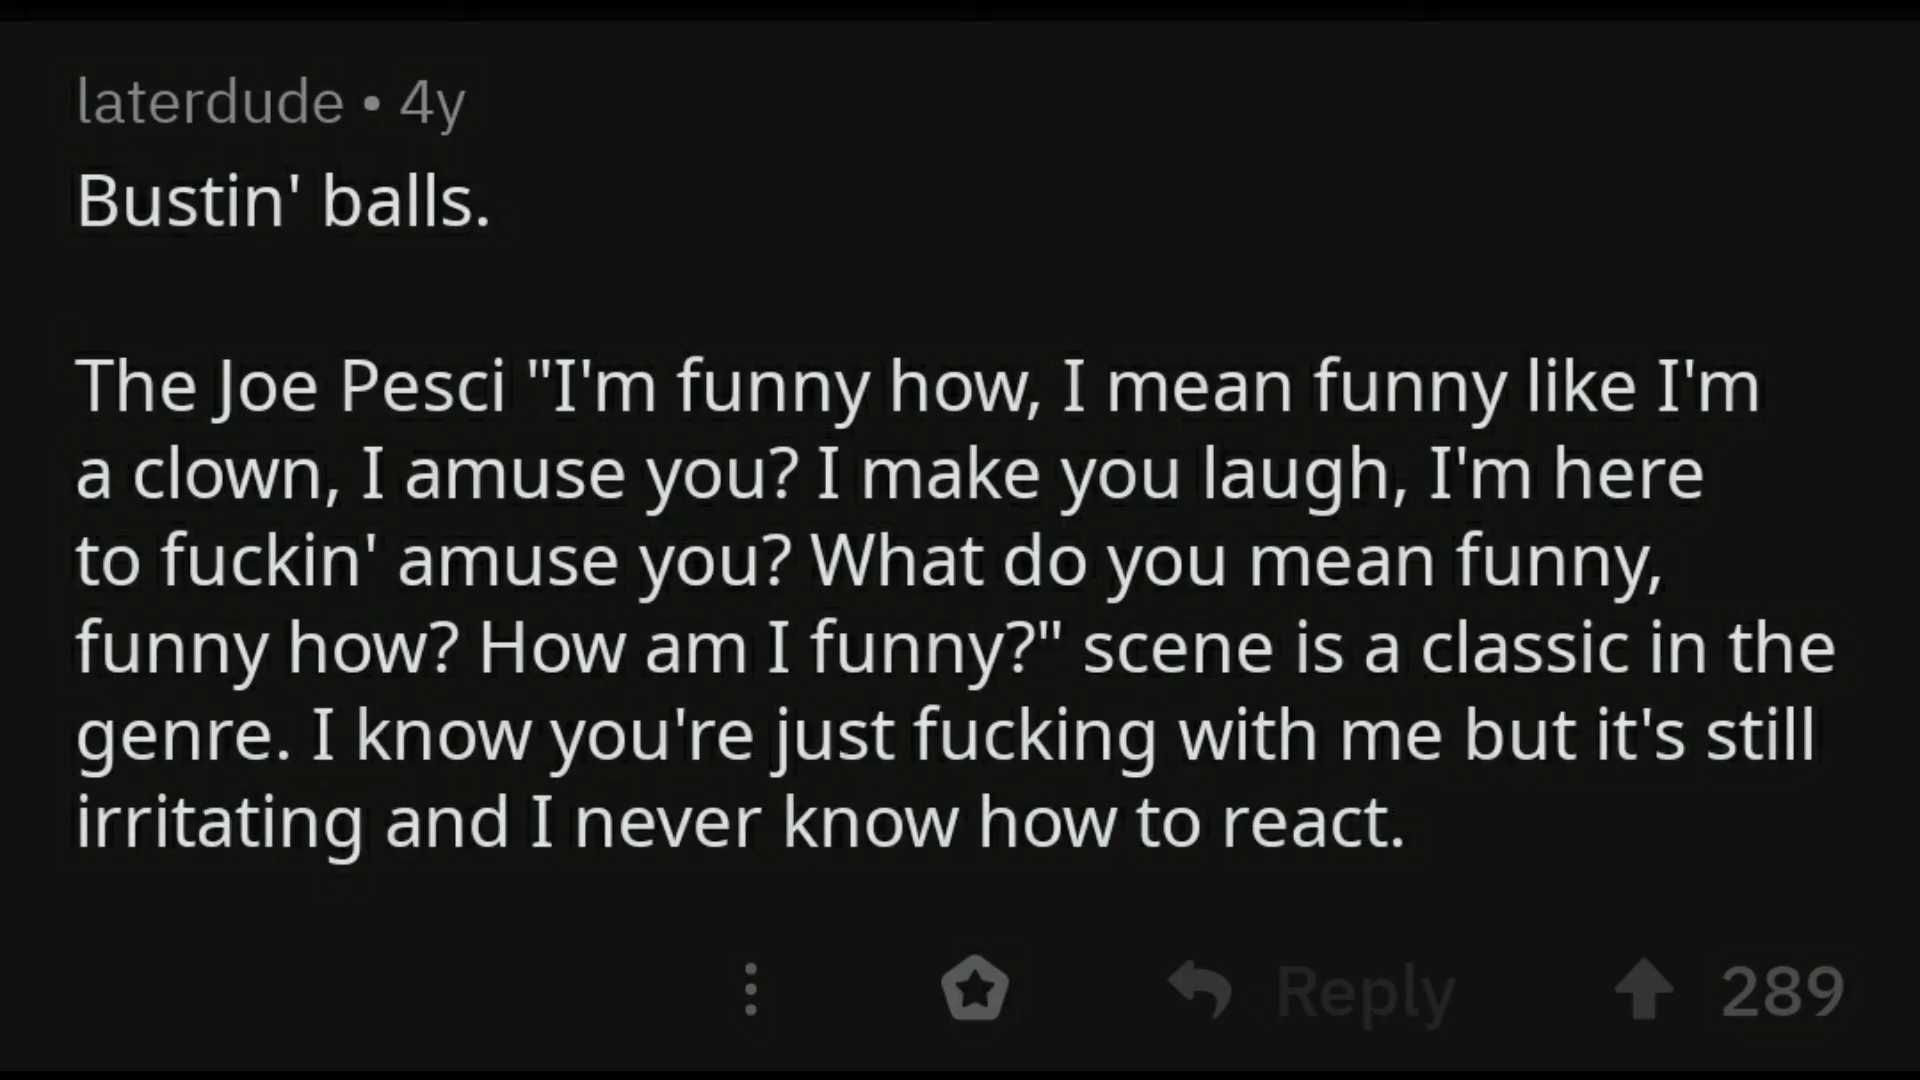 laterdude • 4y
Bustin' balls.
The Joe Pesci "I'm funny how, I mean funny like I'm
a clown, I amuse you? I make you laugh, I'm here
to fuckin' amuse you? What do you mean funny,
funny how? How am I funny?" scene is a classic in the
genre. I know you're just fucking with me but it's still
irritating and I never know how to react.
Reply 289